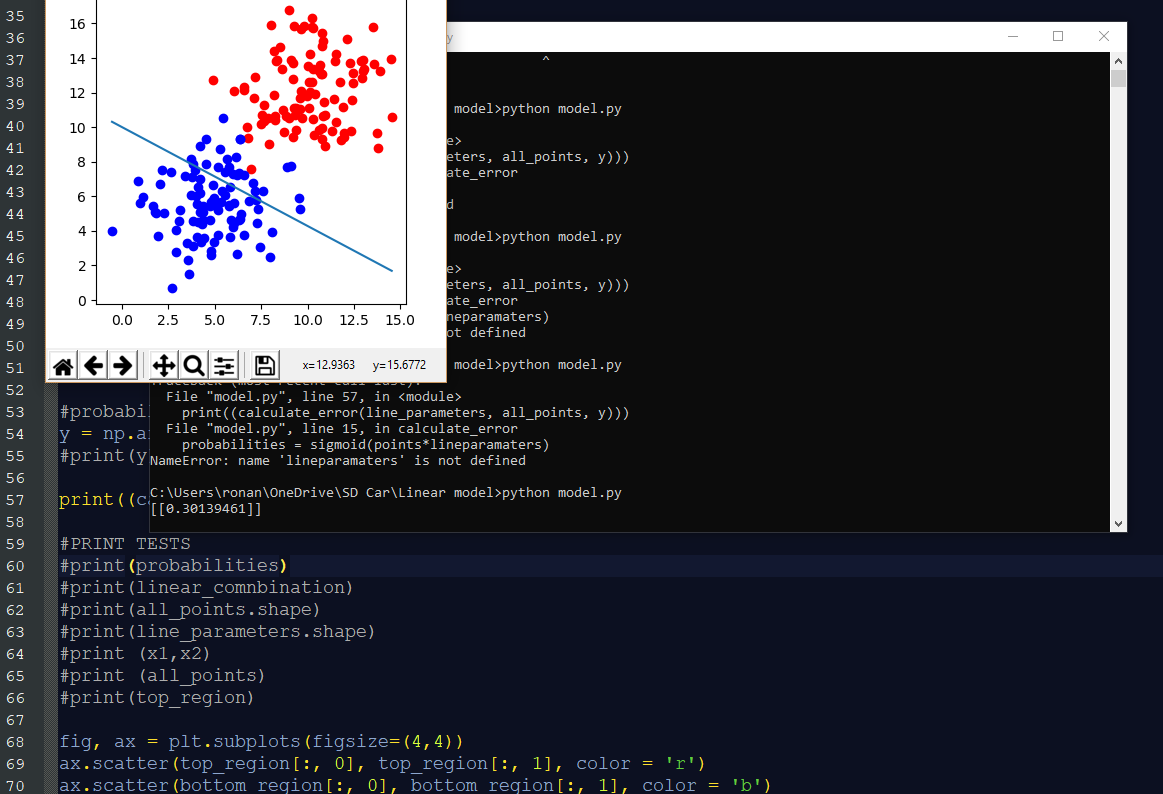 35
36
37
38
39
40
41
42
43
44
45
46
47
48
49
50
51
52
53 #probabil
54 y = np.a
55 #print(y
56
57 print((c
58
59 #PRINT TESTS
60 #print(probabilities)
61 #print(linear_comnbination)
62 #print(all_points.shape)
63 #print(line_parameters.shape)
64 #print (x1,x2)
65 #print (all_points)
66 #print(top_region)
67
68 fig, ax = plt.subplots(figsize=(4,4))
69 ax.scatter(top_region[:, 0], top_region[:, 1], color = 'r')
70 ax.scatter(bottom_region[:, 0], bottom_region[:, 1], color = 'b')
16
14
12
10
8
6
4
2
0
0.0 2.5 5.0 7.5 10.0 12.5 15.0
x=12.9363 y=15.6772
y
^
model>python model.py
e>
eters, all_points, y)))
ate_error
d
model>python model.py
e>
eters, all_points, y)))
ate_error
neparamaters)
ot defined
model>python model.py
Traceback (most recent call last):
File "model.py", line 57, in <module>
print((calculate_error(line_parameters, all_points, y)))
File "model.py", line 15, in calculate_error
probabilities = sigmoid(points*lineparamaters)
NameError: name 'lineparamaters' is not defined
C:\Users\ronan\OneDrive\SD Car\Linear model>python model.py
[[0.30139461]]